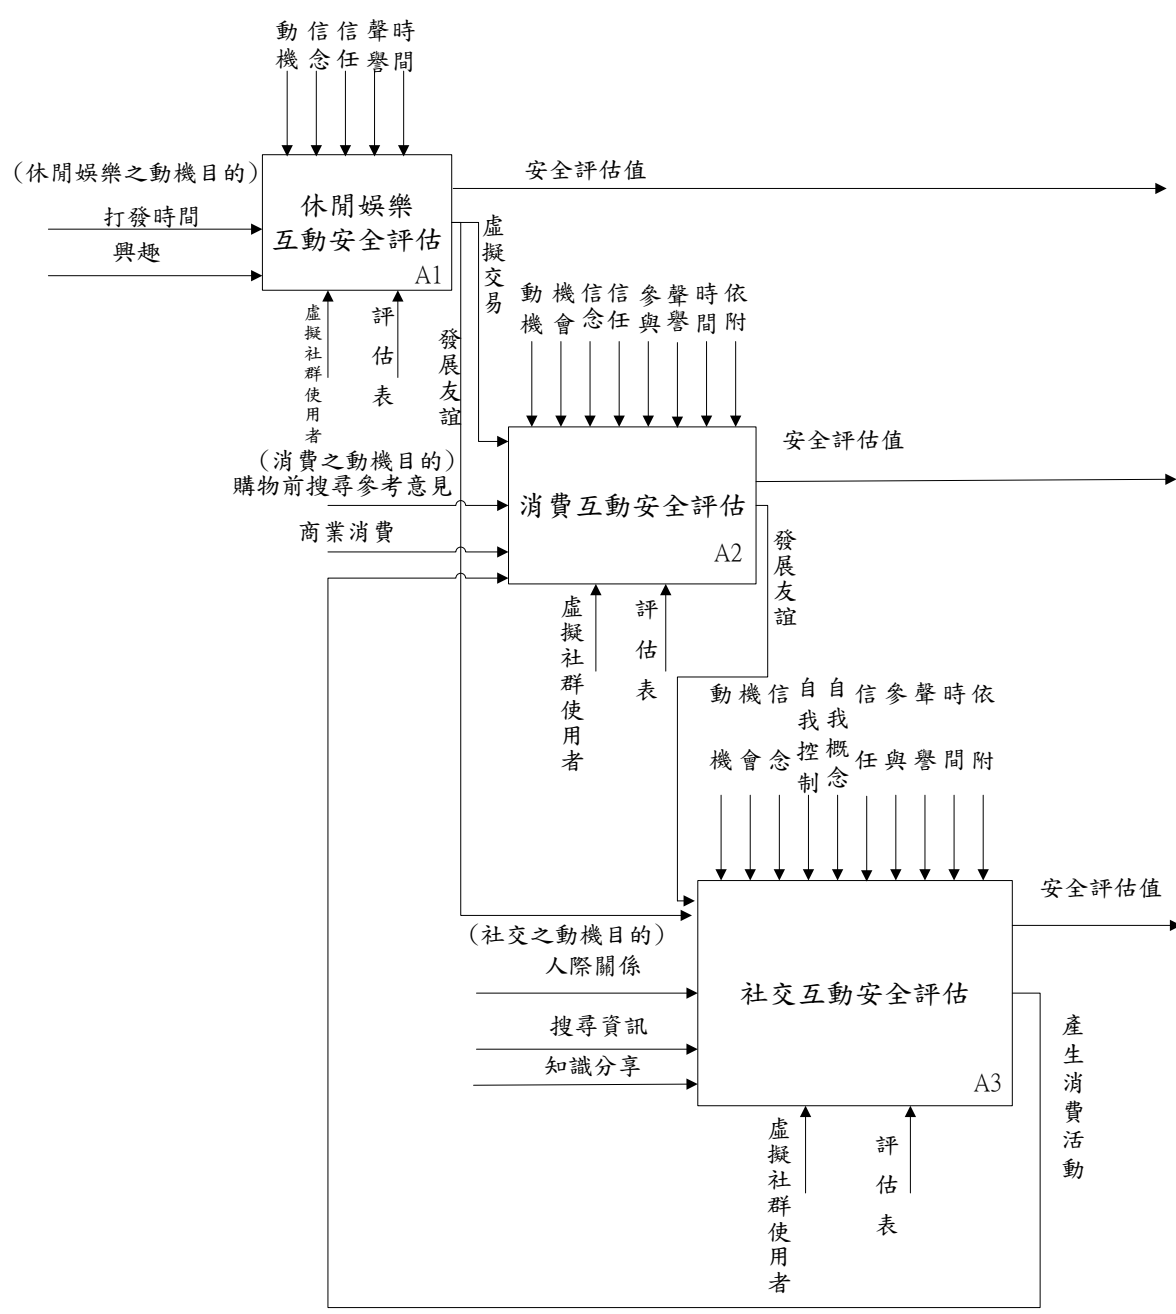 動機
信念
信任
聲譽
時間
(休閒娛樂之動機目的)
打發時間
興趣
休閒娛樂
互動安全評估
A1
安全評估值
虛擬交易
發展友誼
虛擬社群使用者
評估表
動機
機會
信念
信任
參與
聲譽
時間
依附
(消費之動機目的)
購物前搜尋參考意見
商業消費
消費互動安全評估
A2
安全評估值
發展友誼
虛擬社群使用者
評估表
動機
機會
信念
自我控制
自我概念
信任
參與
聲譽
時間
依附
(社交之動機目的)
人際關係
搜尋資訊
知識分享
社交互動安全評估
A3
安全評估值
產生消費活動
虛擬社群使用者
評估表